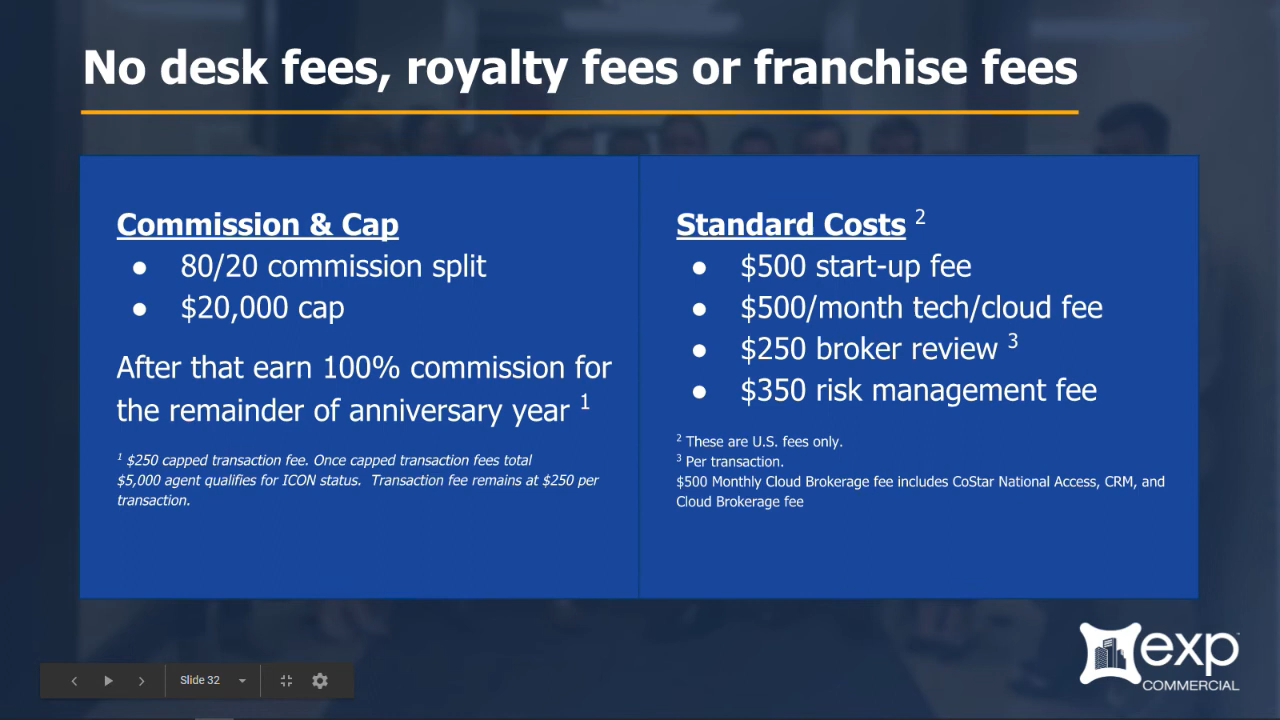 No desk fees, royalty fees or franchise fees
Commission & Cap
● 80/20 commission split
● $20,000 cap
After that earn 100% commission for
the remainder of anniversary year 1
1 $250 capped transaction fee. Once capped transaction fees total
$5,000 agent qualifies for ICON status. Transaction fee remains at $250 per
transaction.
Standard Costs 2
● $500 start-up fee
● $500/month tech/cloud fee
● $250 broker review 3
● $350 risk management fee
2 These are U.S. fees only.
3 Per transaction.
$500 Monthly Cloud Brokerage fee includes CoStar National Access, CRM, and
Cloud Brokerage fee
exp
COMMERCIAL
Slide 32